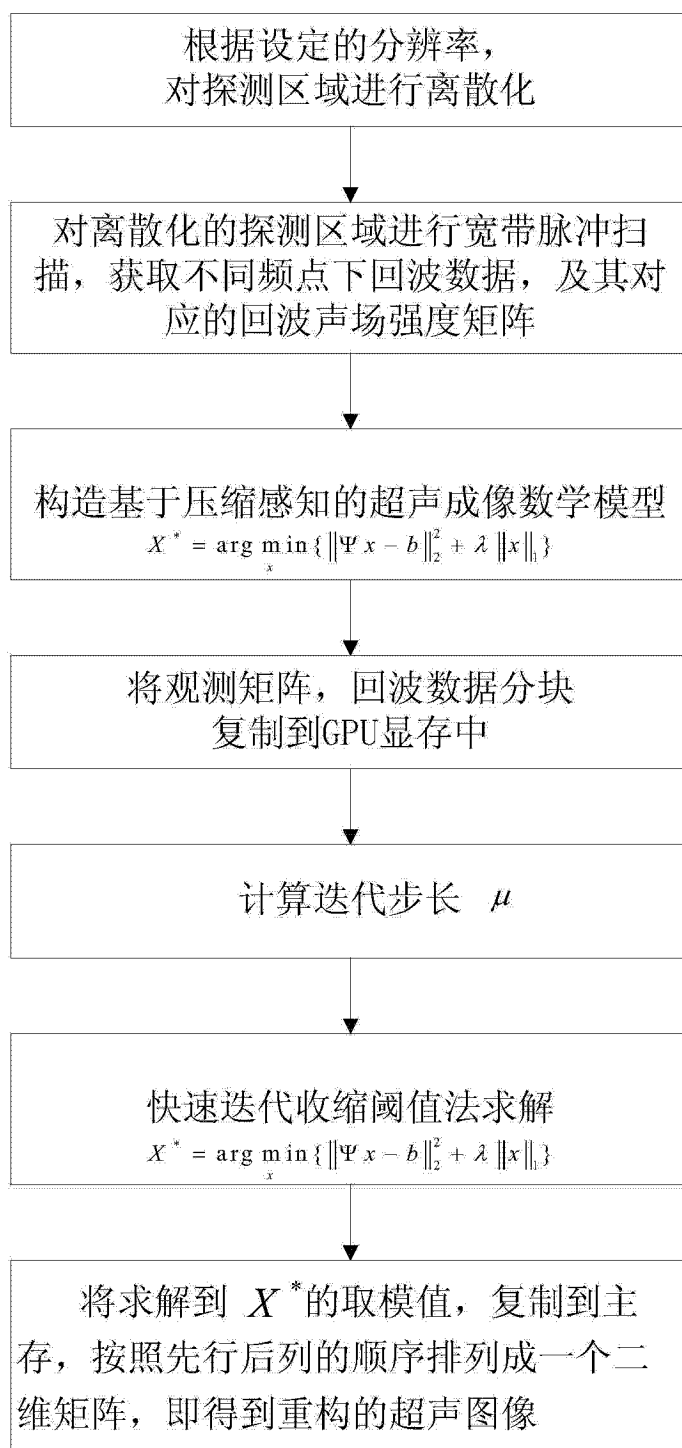 根据设定的分辨率，
对探测区域进行离散化
对离散化的探测区域进行宽带脉冲扫
描，获取不同频点下回波数据，及其对
应的回波声场强度矩阵
构造基于压缩感知的超声成像数学模型
X* = arg min_x {‖Ψx − b‖₂² + λ‖x‖₁}
将观测矩阵，回波数据分块
复制到GPU显存中
计算迭代步长 μ
快速迭代收缩阈值法求解
X* = arg min_x {‖Ψx − b‖₂² + λ‖x‖₁}
将求解到 X*的取模值，复制到主
存，按照先行后列的顺序排列成一个二
维矩阵，即得到重构的超声图像